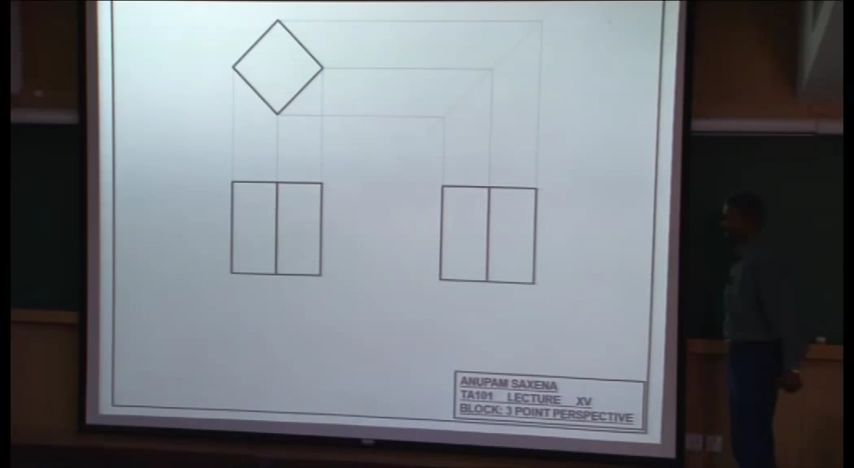 ANUPAM SAXENA
TA101 LECTURE XV
BLOCK: 3 POINT PERSPECTIVE